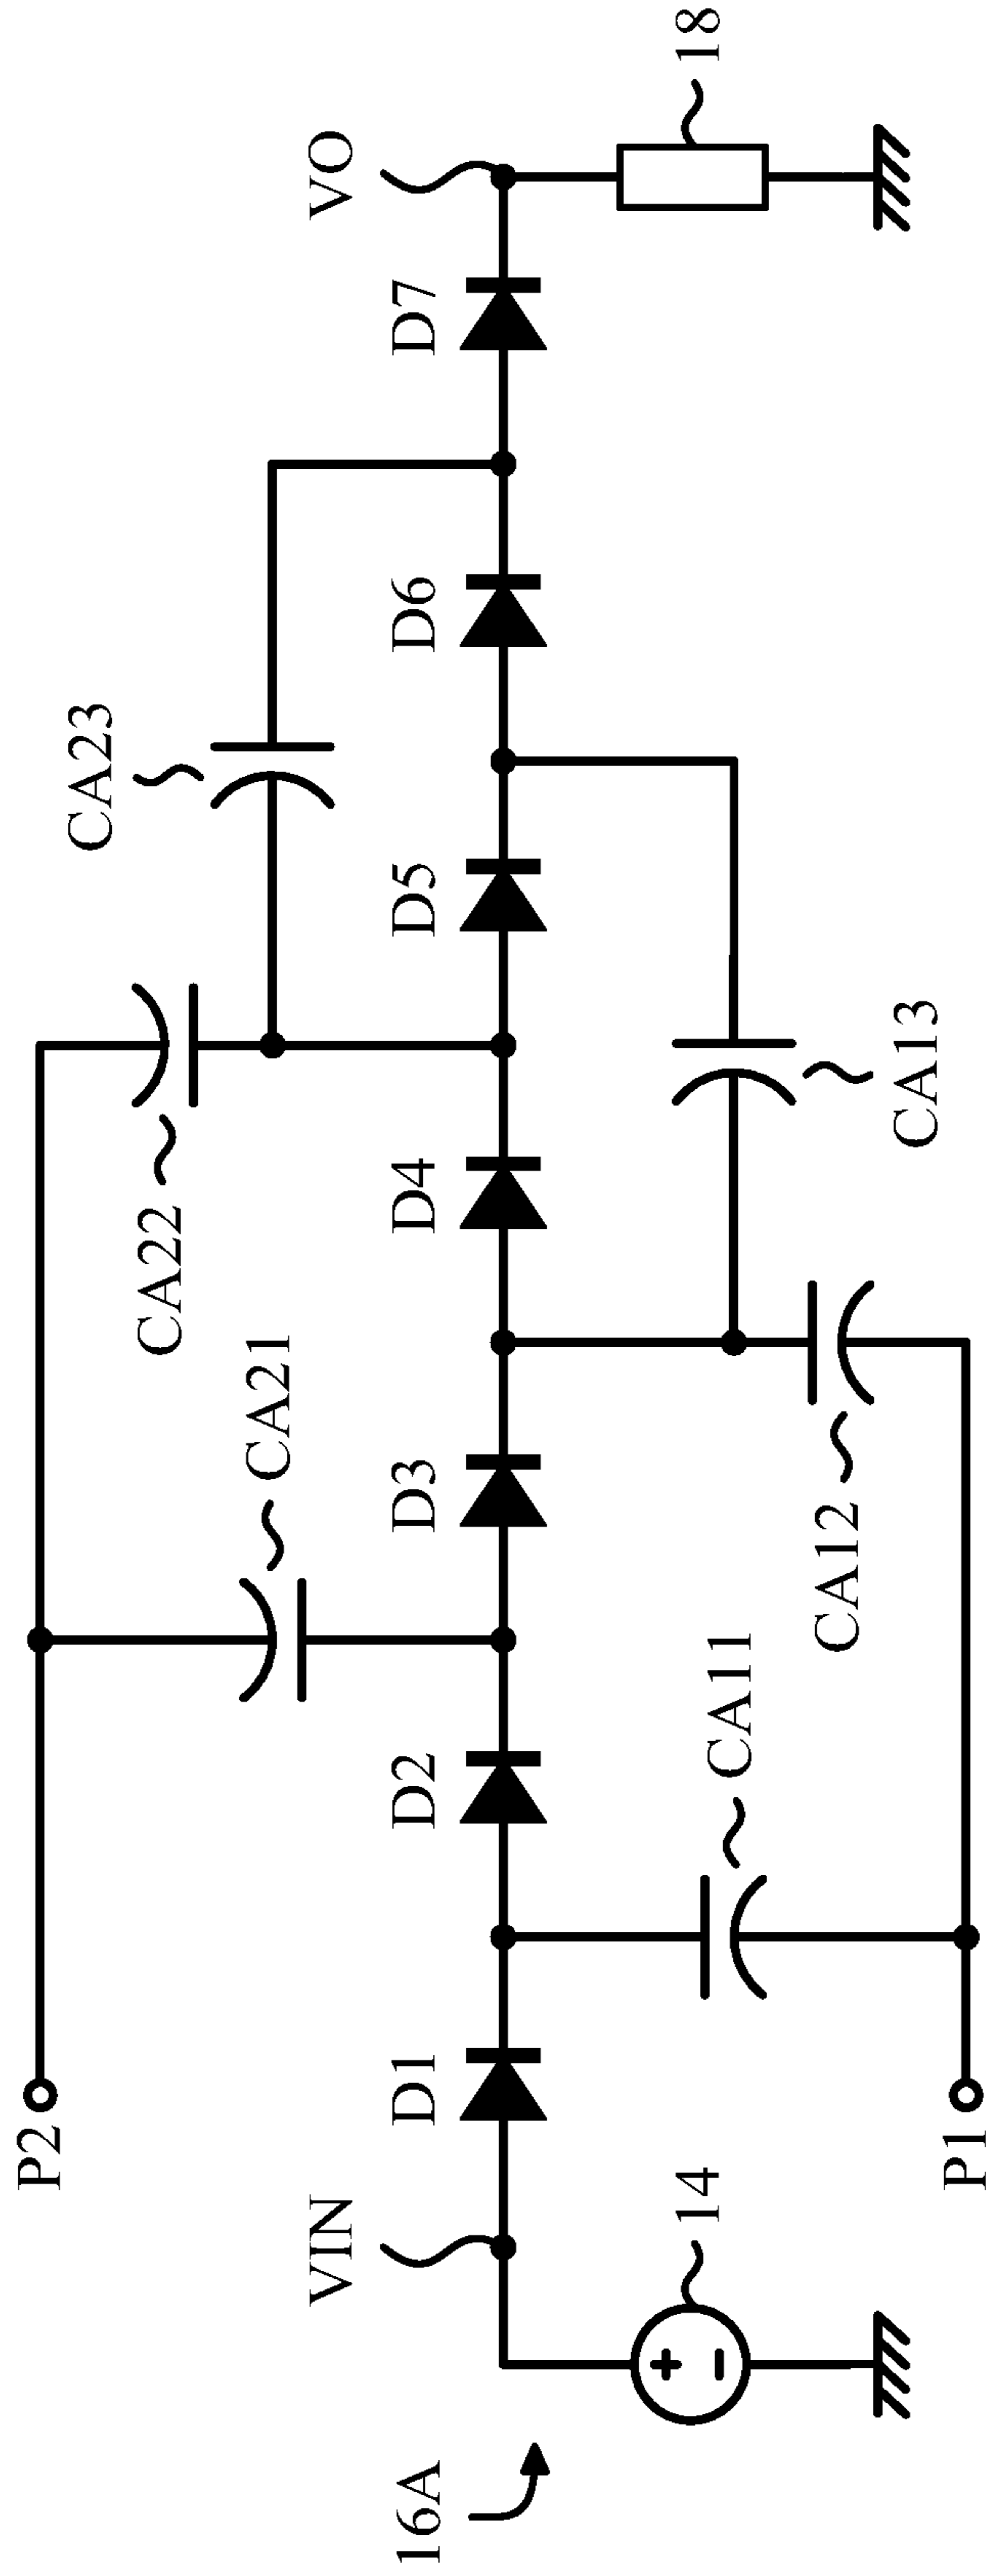 16A
14
VIN
P2
P1
D1
D2
D3
D4
D5
D6
D7
CA11
CA21
CA12
CA22
CA13
CA23
VO
18
+
−